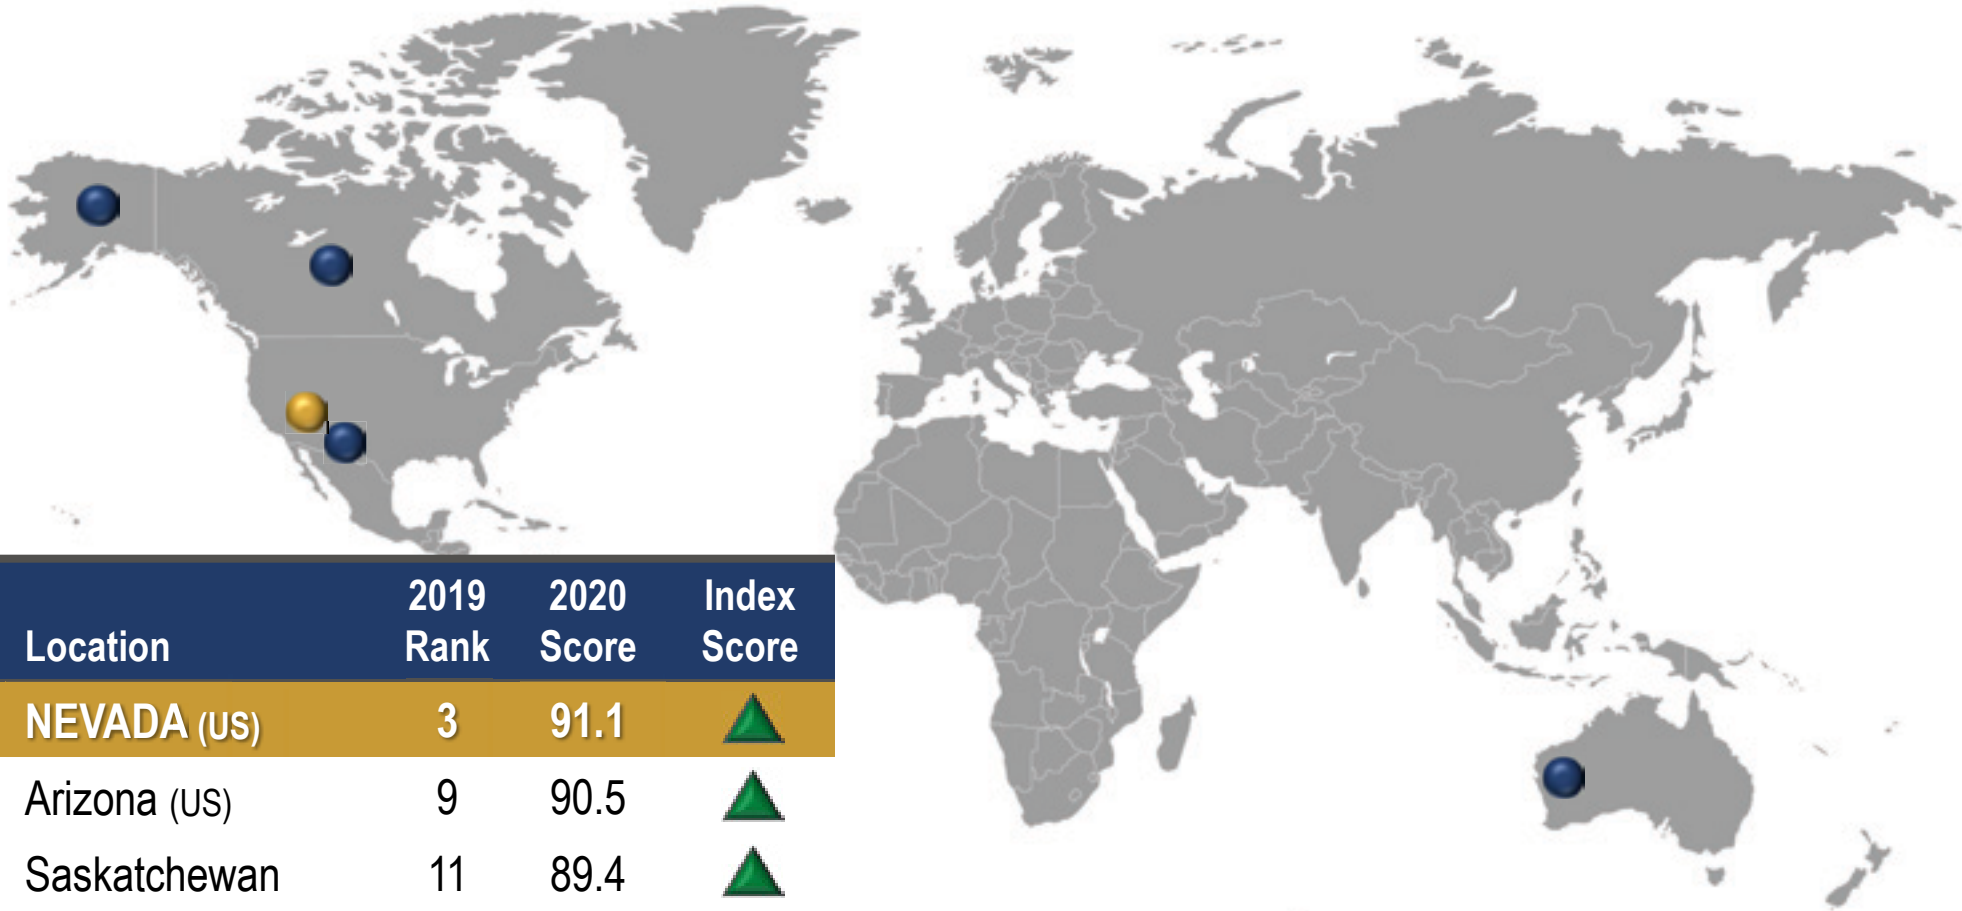 Location 2019 Rank 2020 Score Index Score
NEVADA (US) 3 91.1
Arizona (US) 9 90.5
Saskatchewan 11 89.4